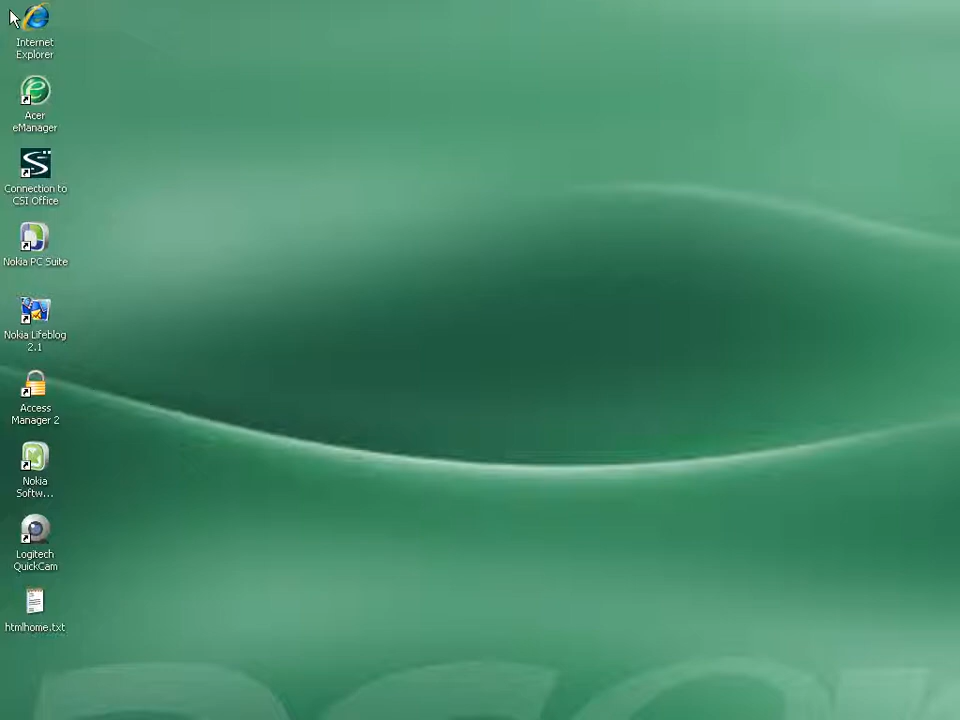 Internet
Explorer
Acer
eManager
Connection to
CSI Office
Nokia PC Suite
Nokia Lifeblog
2.1
Access
Manager 2
Nokia
Softw...
Logitech
QuickCam
htmlhome.txt